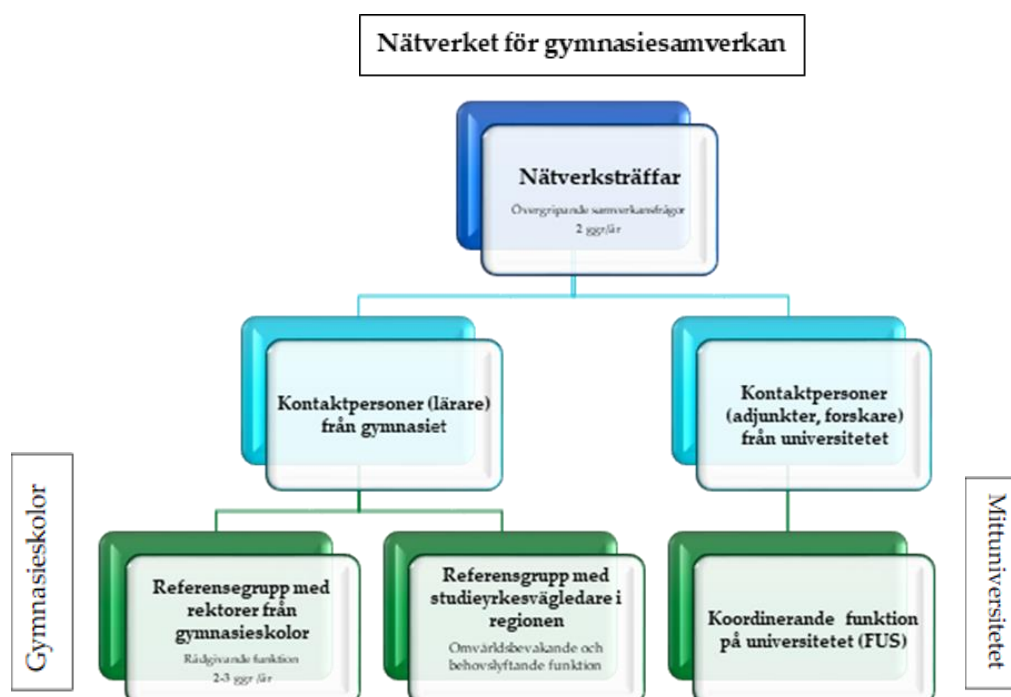 Nätverket för gymnasiesamverkan
Nätverksträffar
Övergripande samverkansfrågor
2 ggr/år
Kontaktpersoner (lärare)
från gymnasiet
Kontaktpersoner
(adjunkter, forskare)
från universitetet
Gymnasieskolor
Mittuniversitetet
Referensegrupp med
rektorer från
gymnasieskolor
Rådgivande funktion
2-3 ggr /år
Referensgrupp med
studieyrkesvägledare i
regionen
Omvärldsbevakande och
behovslyftande funktion
Koordinerande funktion
på universitetet (FUS)